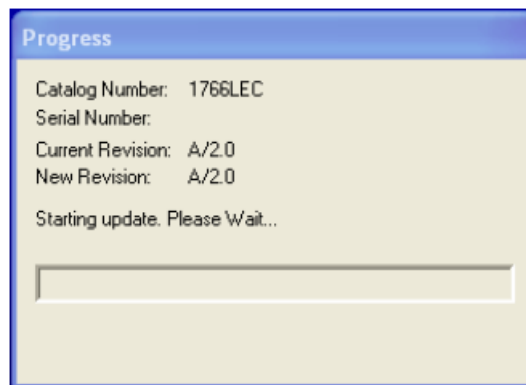 Progress
Catalog Number: 1766LEC
Serial Number:
Current Revision: A/2.0
New Revision: A/2.0
Starting update. Please Wait...